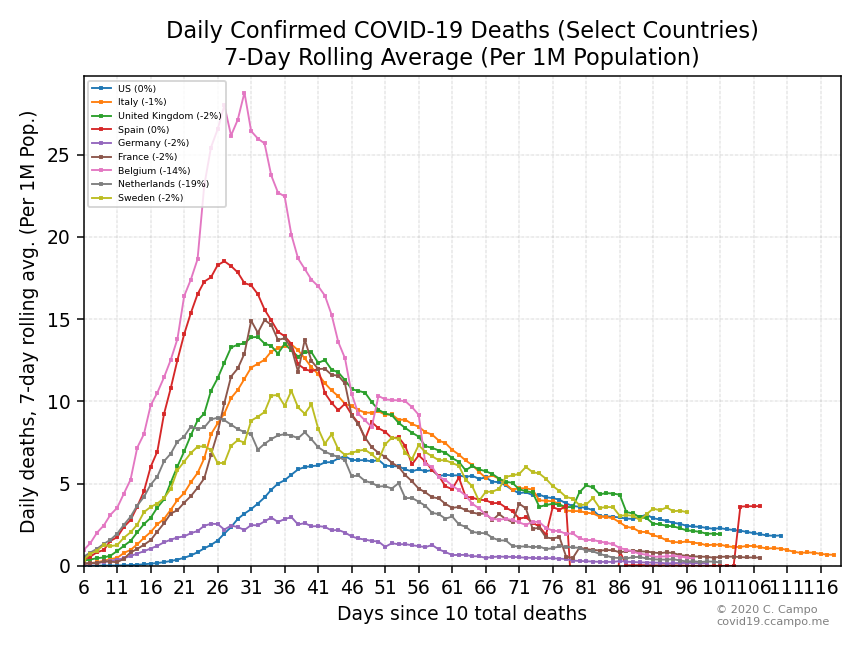 Daily Confirmed COVID-19 Deaths (Select Countries)
7-Day Rolling Average (Per 1M Population)
Daily deaths, 7-day rolling avg. (Per 1M Pop.)
US (0%)
Italy (-1%)
United Kingdom (-2%)
Spain (0%)
Germany (-2%)
France (-2%)
Belgium (-14%)
Netherlands (-19%)
Sweden (-2%)
25
20
15
10
5
0
6 11 16 21 26 31 36 41 46 51 56 61 66 71 76 81 86 91 96 101 106 111 116
Days since 10 total deaths
© 2020 C. Campo
covid19.ccampo.me